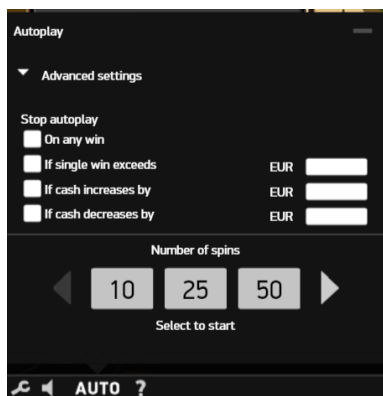 Autoplay
Advanced settings
Stop autoplay
On any win
If single win exceeds EUR
If cash increases by EUR
If cash decreases by EUR
Number of spins
10 25 50
Select to start
AUTO ?